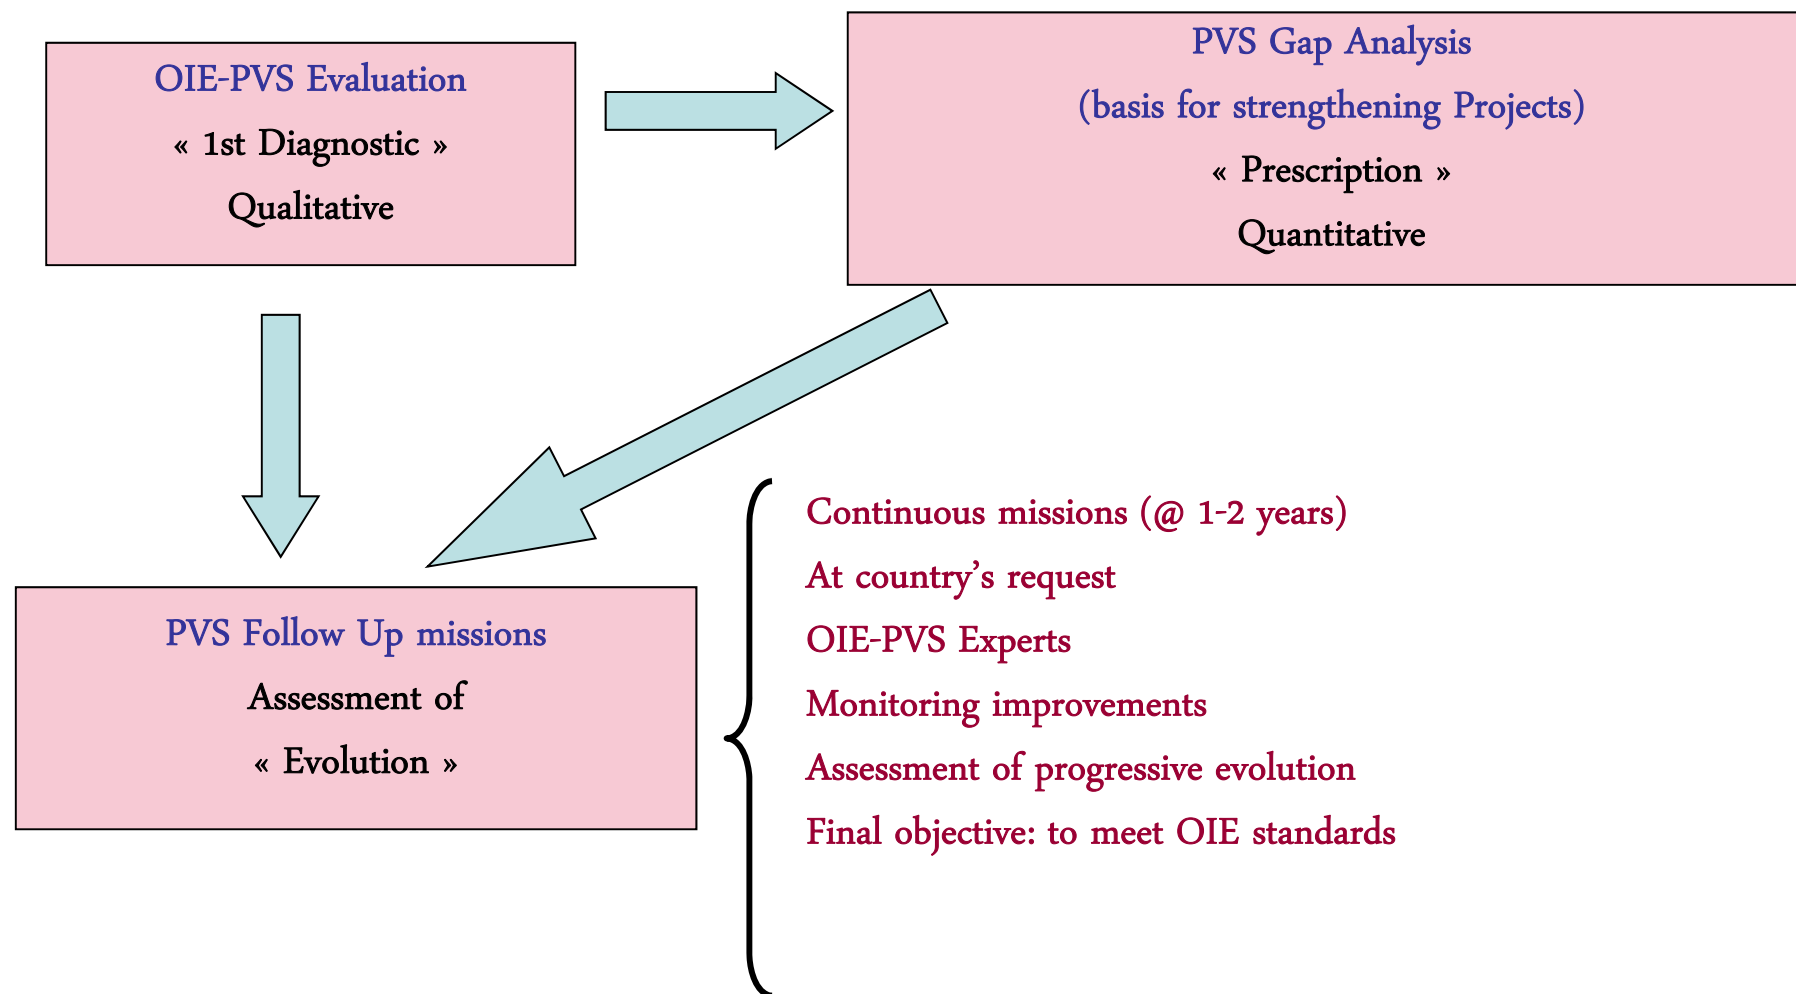 OIE-PVS Evaluation
« 1st Diagnostic »
Qualitative
PVS Gap Analysis
(basis for strengthening Projects)
« Prescription »
Quantitative
PVS Follow Up missions
Assessment of
« Evolution »
Continuous missions (@ 1-2 years)
At country’s request
OIE-PVS Experts
Monitoring improvements
Assessment of progressive evolution
Final objective: to meet OIE standards